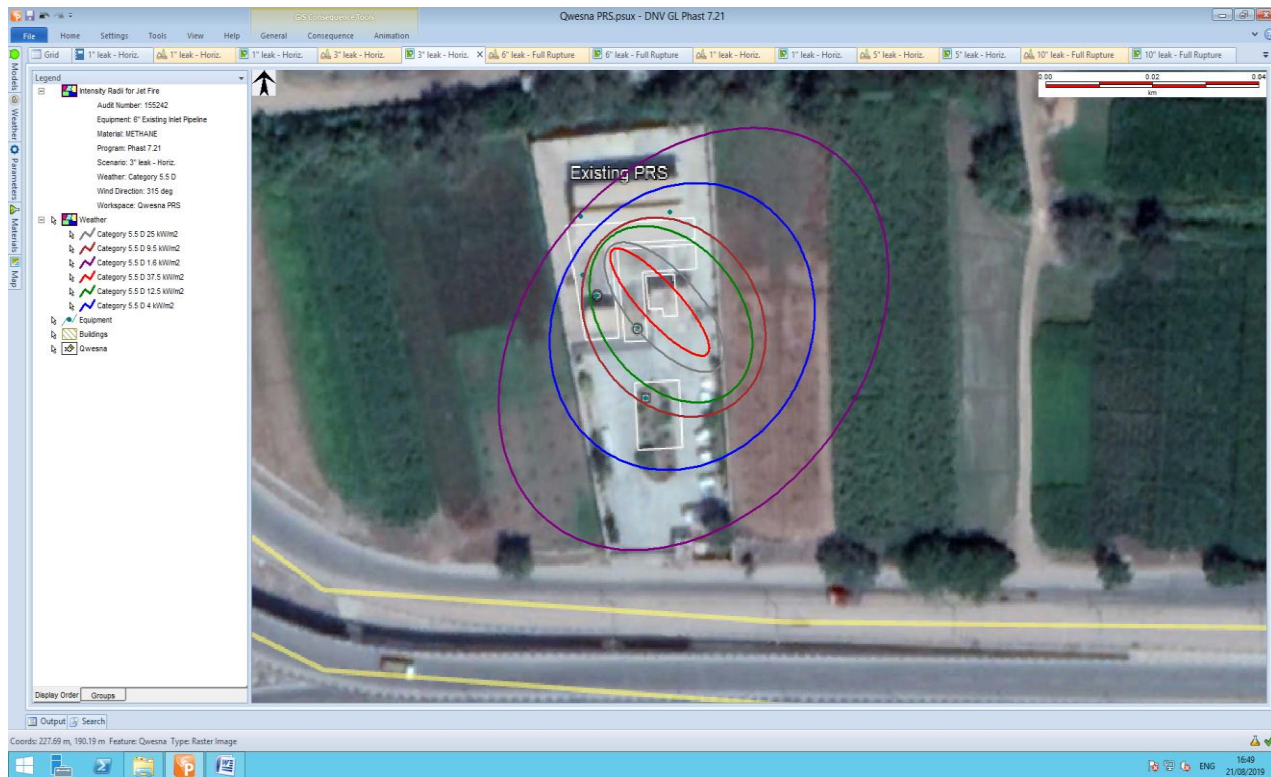 GIS Consequence Tools
Qwesna PRS.psux - DNV GL Phast 7.21
File Home Settings Tools View Help General Consequence Animation
Grid 1" leak - Horiz. 1" leak - Horiz. 1" leak - Horiz. 3" leak - Horiz. 3" leak - Horiz. X 6" leak - Full Rupture 6" leak - Full Rupture 1" leak - Horiz. 1" leak - Horiz. 5" leak - Horiz. 5" leak - Horiz. 10" leak - Full Rupture 10" leak - Full Rupture
Models
Weather
Parameters
Materials
Map
Legend
Intensity Radii for Jet Fire
Audit Number: 155242
Equipment: 6" Existing Inlet Pipeline
Material: METHANE
Program: Phast 7.21
Scenario: 3" leak - Horiz.
Weather: Category 5.5 D
Wind Direction: 315 deg
Workspace: Qwesna PRS
Weather
Category 5.5 D 25 kW/m2
Category 5.5 D 9.5 kW/m2
Category 5.5 D 1.6 kW/m2
Category 5.5 D 37.5 kW/m2
Category 5.5 D 12.5 kW/m2
Category 5.5 D 4 kW/m2
Equipment
Buildings
Qwesna
0.00 0.02 0.04
km
Existing PRS
Display Order Groups
Output Search
Coords: 227.69 m, 190.19 m Feature: Qwesna Type: Raster Image
ENG
16:49
21/08/2019